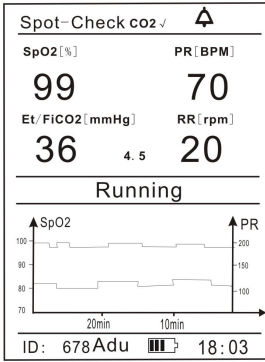 Spot-Check CO2 √
SpO2[%] PR[BPM]
99 70
Et/FiCO2[mmHg] RR[rpm]
36 4.5 20
Running
SpO2 PR
100 200
90
150
80
100
70
20min 10min
ID: 678 Adu 18:03